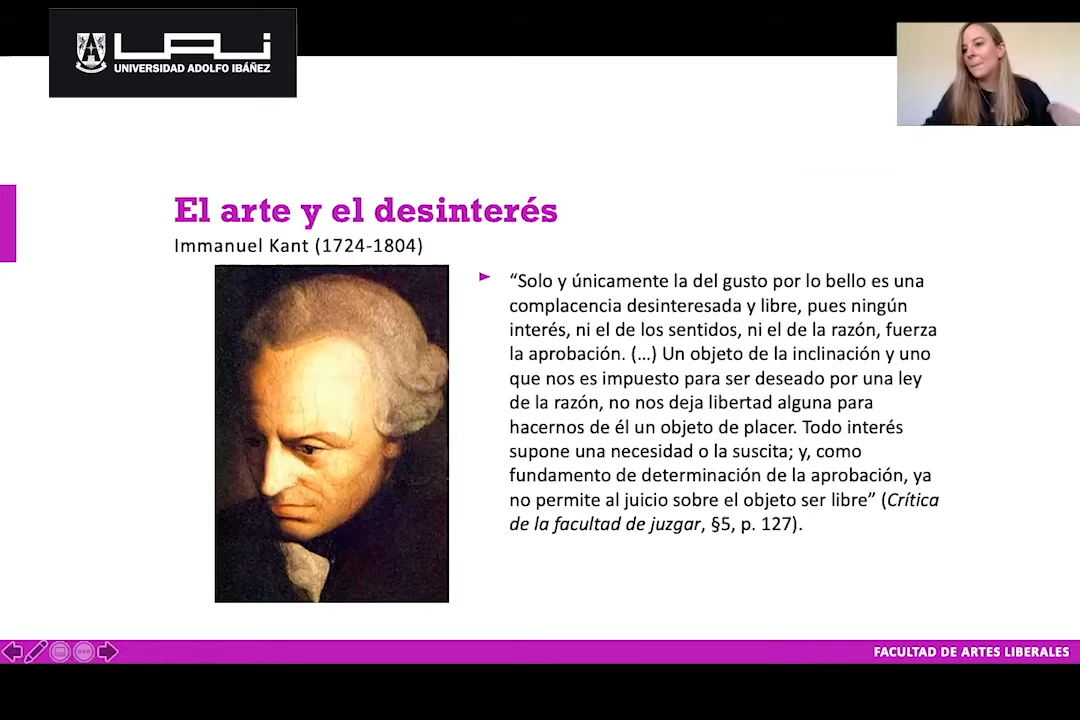 UAI
UNIVERSIDAD ADOLFO IBÁÑEZ
El arte y el desinterés
Immanuel Kant (1724-1804)
“Solo y únicamente la del gusto por lo bello es una
complacencia desinteresada y libre, pues ningún
interés, ni el de los sentidos, ni el de la razón, fuerza
la aprobación. (…) Un objeto de la inclinación y uno
que nos es impuesto para ser deseado por una ley
de la razón, no nos deja libertad alguna para
hacernos de él un objeto de placer. Todo interés
supone una necesidad o la suscita; y, como
fundamento de determinación de la aprobación, ya
no permite al juicio sobre el objeto ser libre” (Crítica
de la facultad de juzgar, §5, p. 127).
FACULTAD DE ARTES LIBERALES